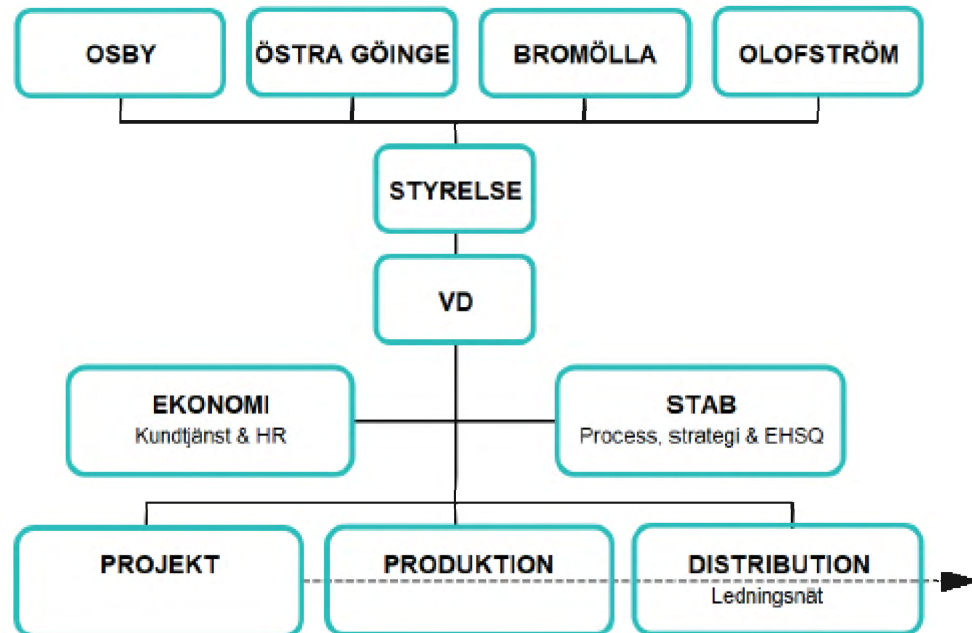 OSBY
ÖSTRA GÖINGE
BROMÖLLA
OLOFSTRÖM
STYRELSE
VD
EKONOMI
Kundtjänst & HR
STAB
Process, strategi & EHSQ
PROJEKT
PRODUKTION
DISTRIBUTION
Ledningsnät